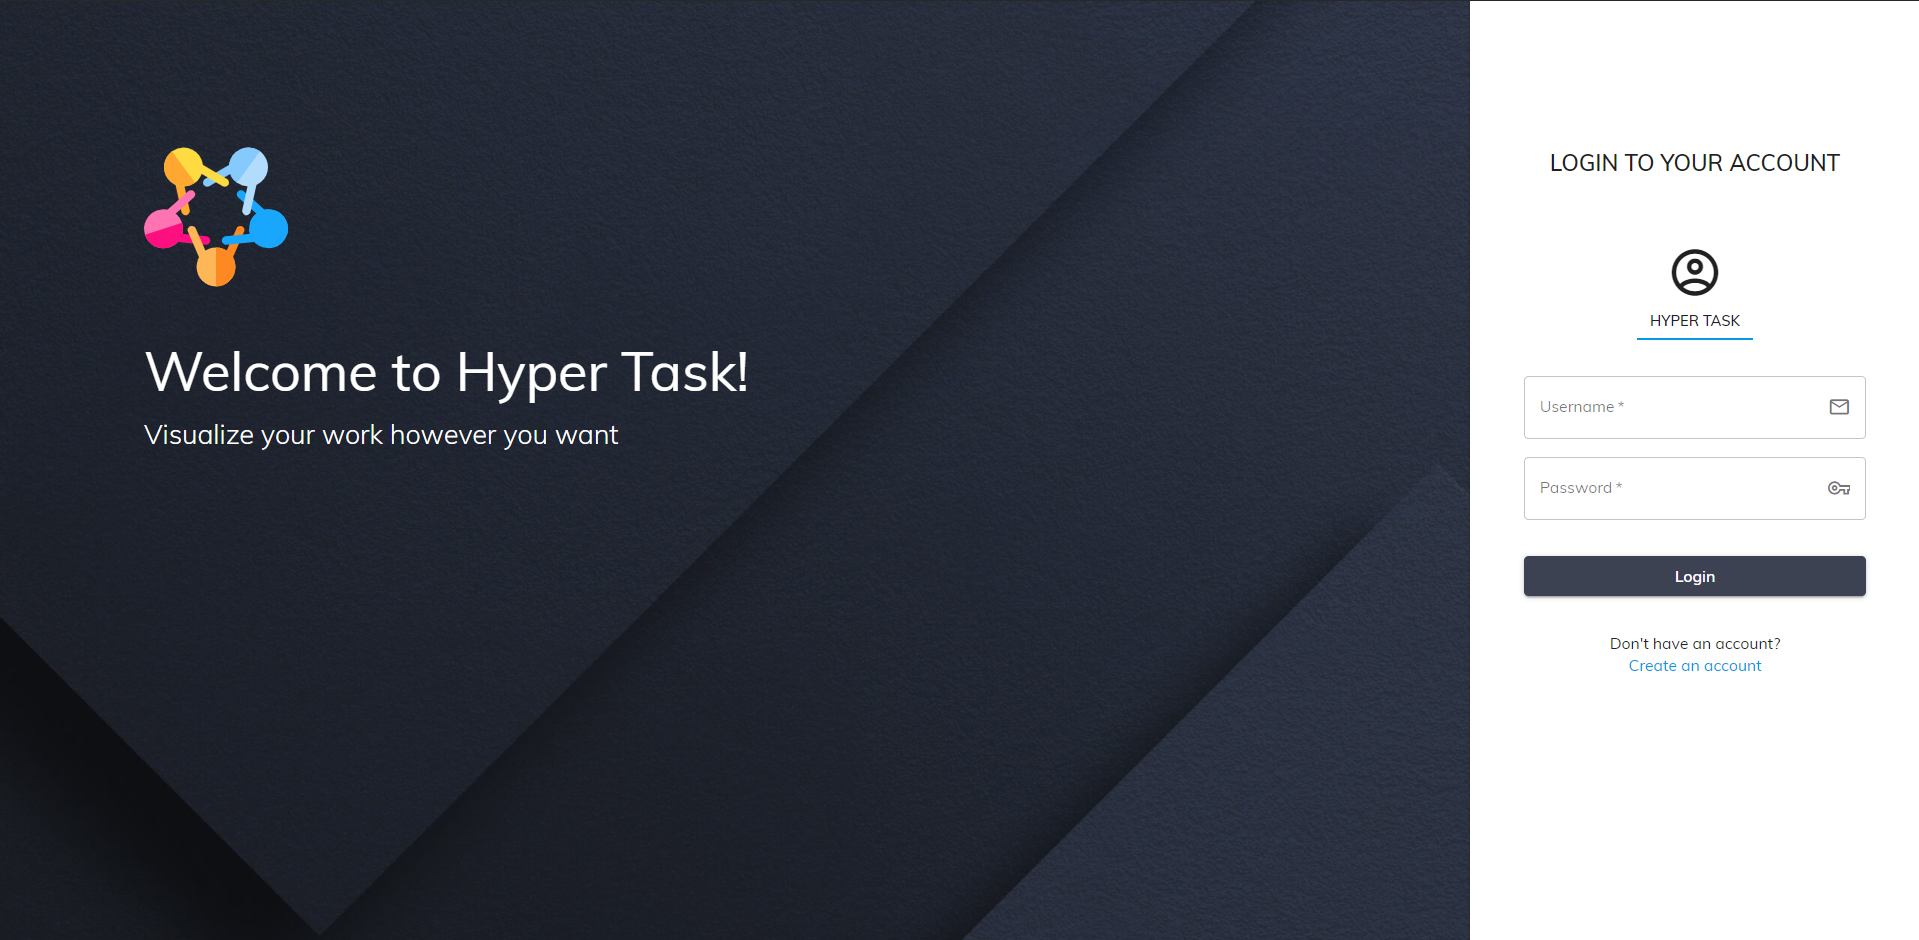 Welcome to Hyper Task!
Visualize your work however you want
LOGIN TO YOUR ACCOUNT
HYPER TASK
Username *
Password *
Login
Don't have an account?
Create an account